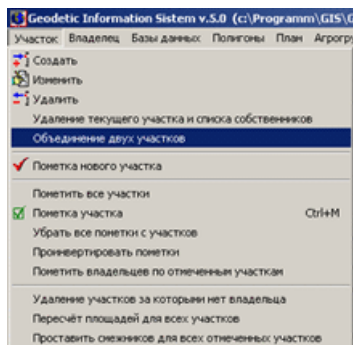 Geodetic Information Sistem v.5.0 (c:\Programm\GIS\
Участок Владелец Базы данных Полигоны План Агрогру
Создать
Изменить
Удалить
Удаление текущего участка и списка собственников
Объединение двух участков
Пометка нового участка
Пометить все участки
Пометка участка Ctrl+M
Убрать все пометки с участков
Проинвертировать пометки
Пометить владельцев по отмеченным участкам
Удаление участков за которыми нет владельца
Пересчёт площадей для всех участков
Проставить смежников для всех отмеченных участков